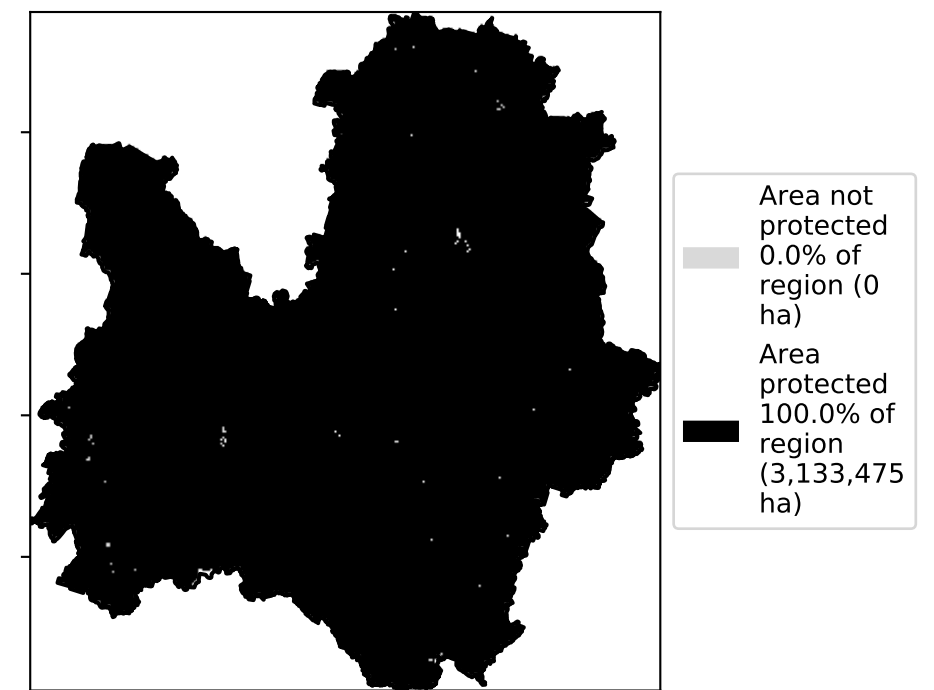 Area not
protected
0.0% of
region (0
ha)
Area
protected
100.0% of
region
(3,133,475
ha)